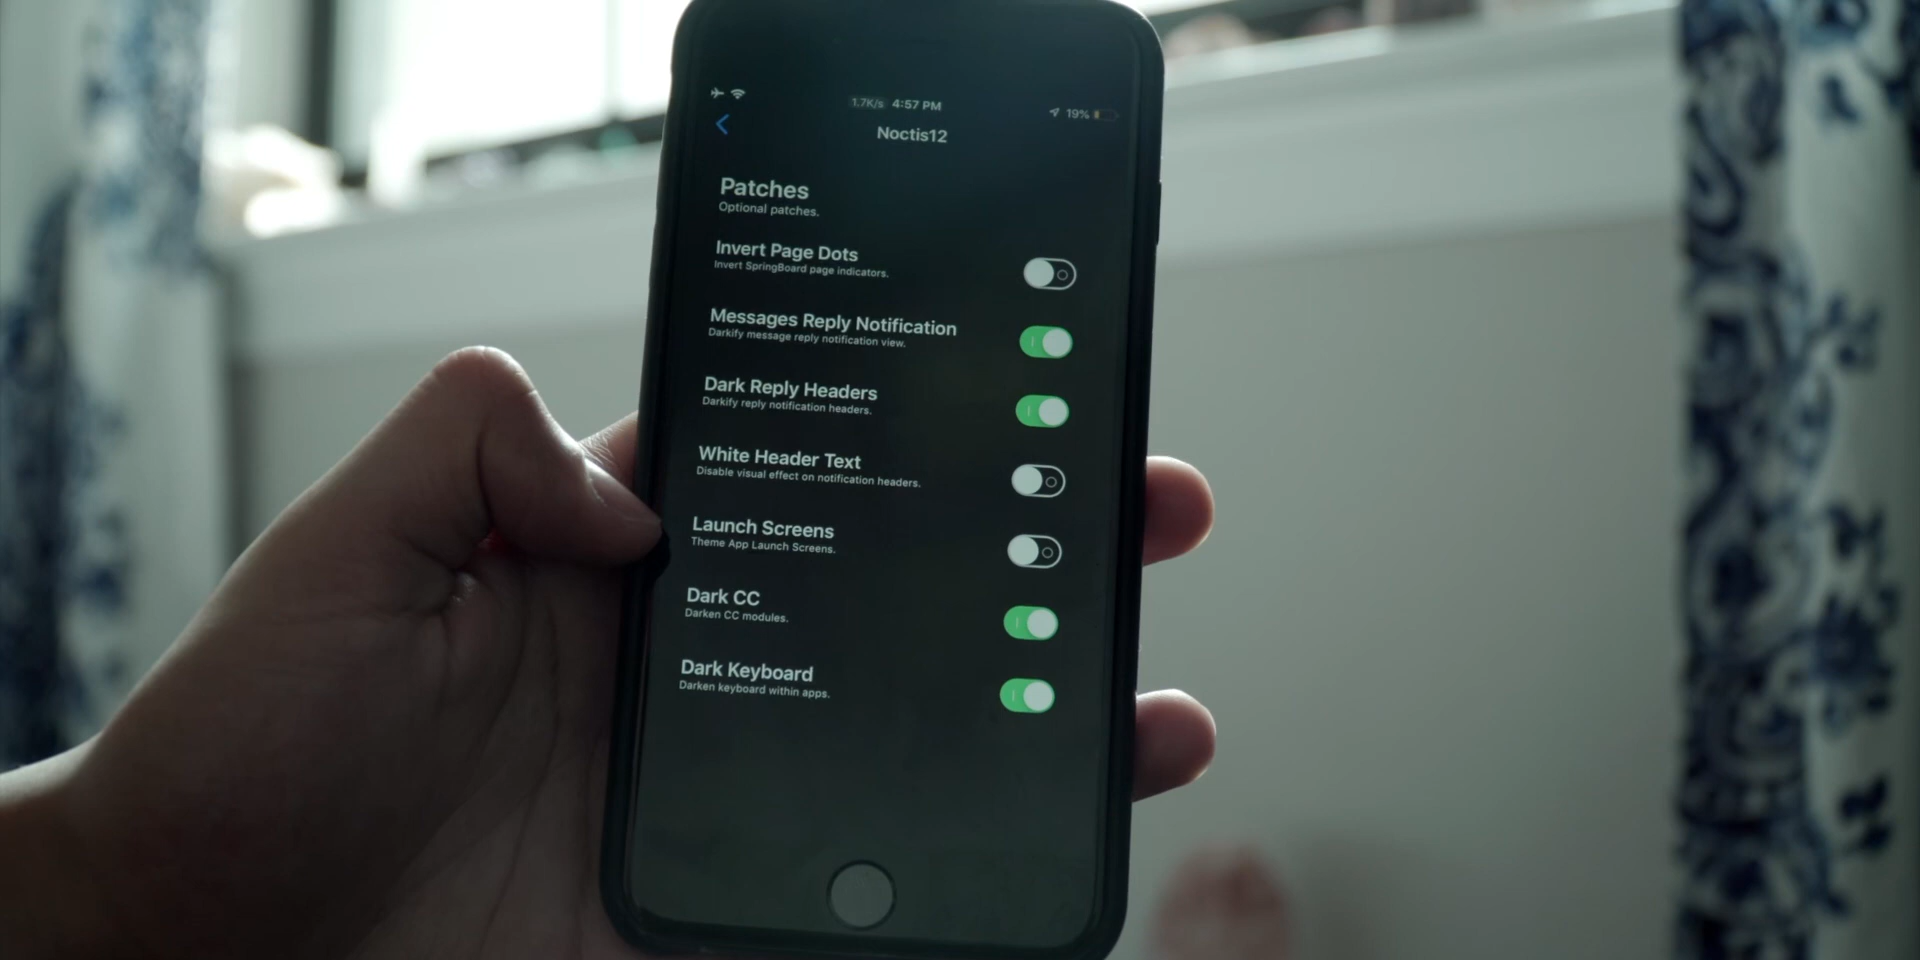 1.7K/s 4:57 PM 19%
Noctis12
Patches
Optional patches.
Invert Page Dots
Invert SpringBoard page indicators.
Messages Reply Notification
Darkify message reply notification view.
Dark Reply Headers
Darkify reply notification headers.
White Header Text
Disable visual effect on notification headers.
Launch Screens
Theme App Launch Screens.
Dark CC
Darken CC modules.
Dark Keyboard
Darken keyboard within apps.